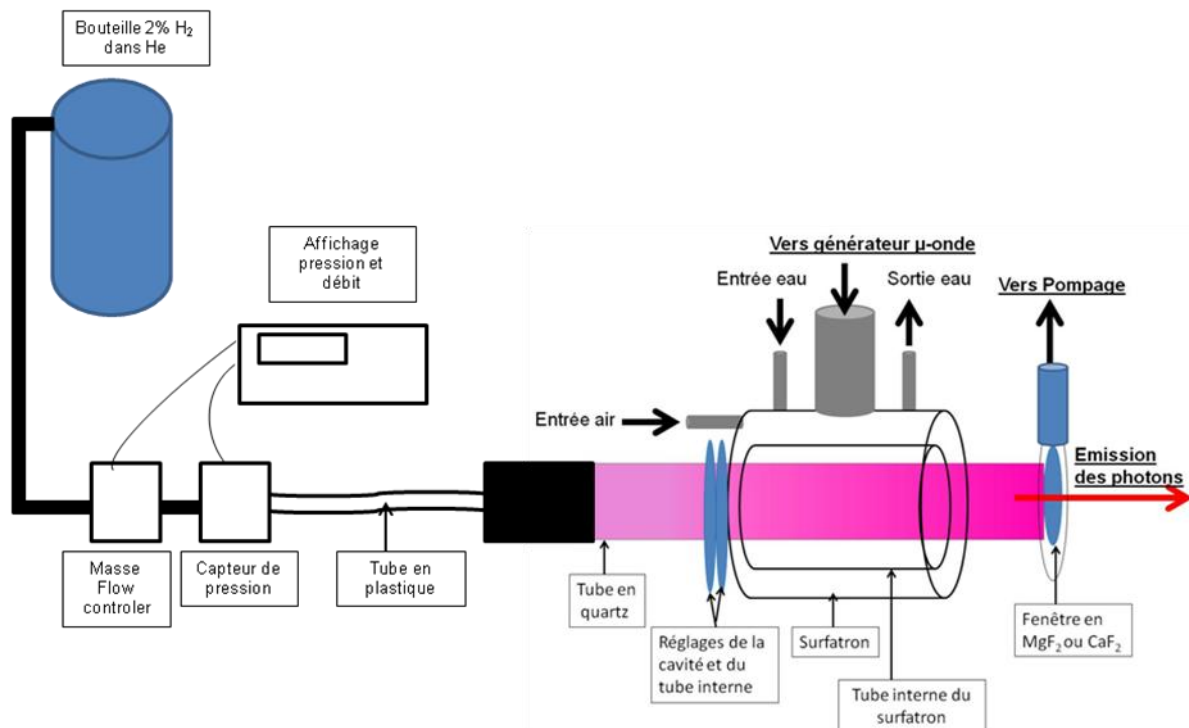 Bouteille 2% H₂
dans He
Affichage
pression et
débit
Vers générateur µ-onde
Entrée eau
Sortie eau
Vers Pompage
Entrée air
Emission
des photons
Masse
Flow
controler
Capteur de
pression
Tube en
plastique
Tube en
quartz
Réglages de la
cavité et du
tube interne
Surfatron
Tube interne du
surfatron
Fenêtre en
MgF₂ ou CaF₂